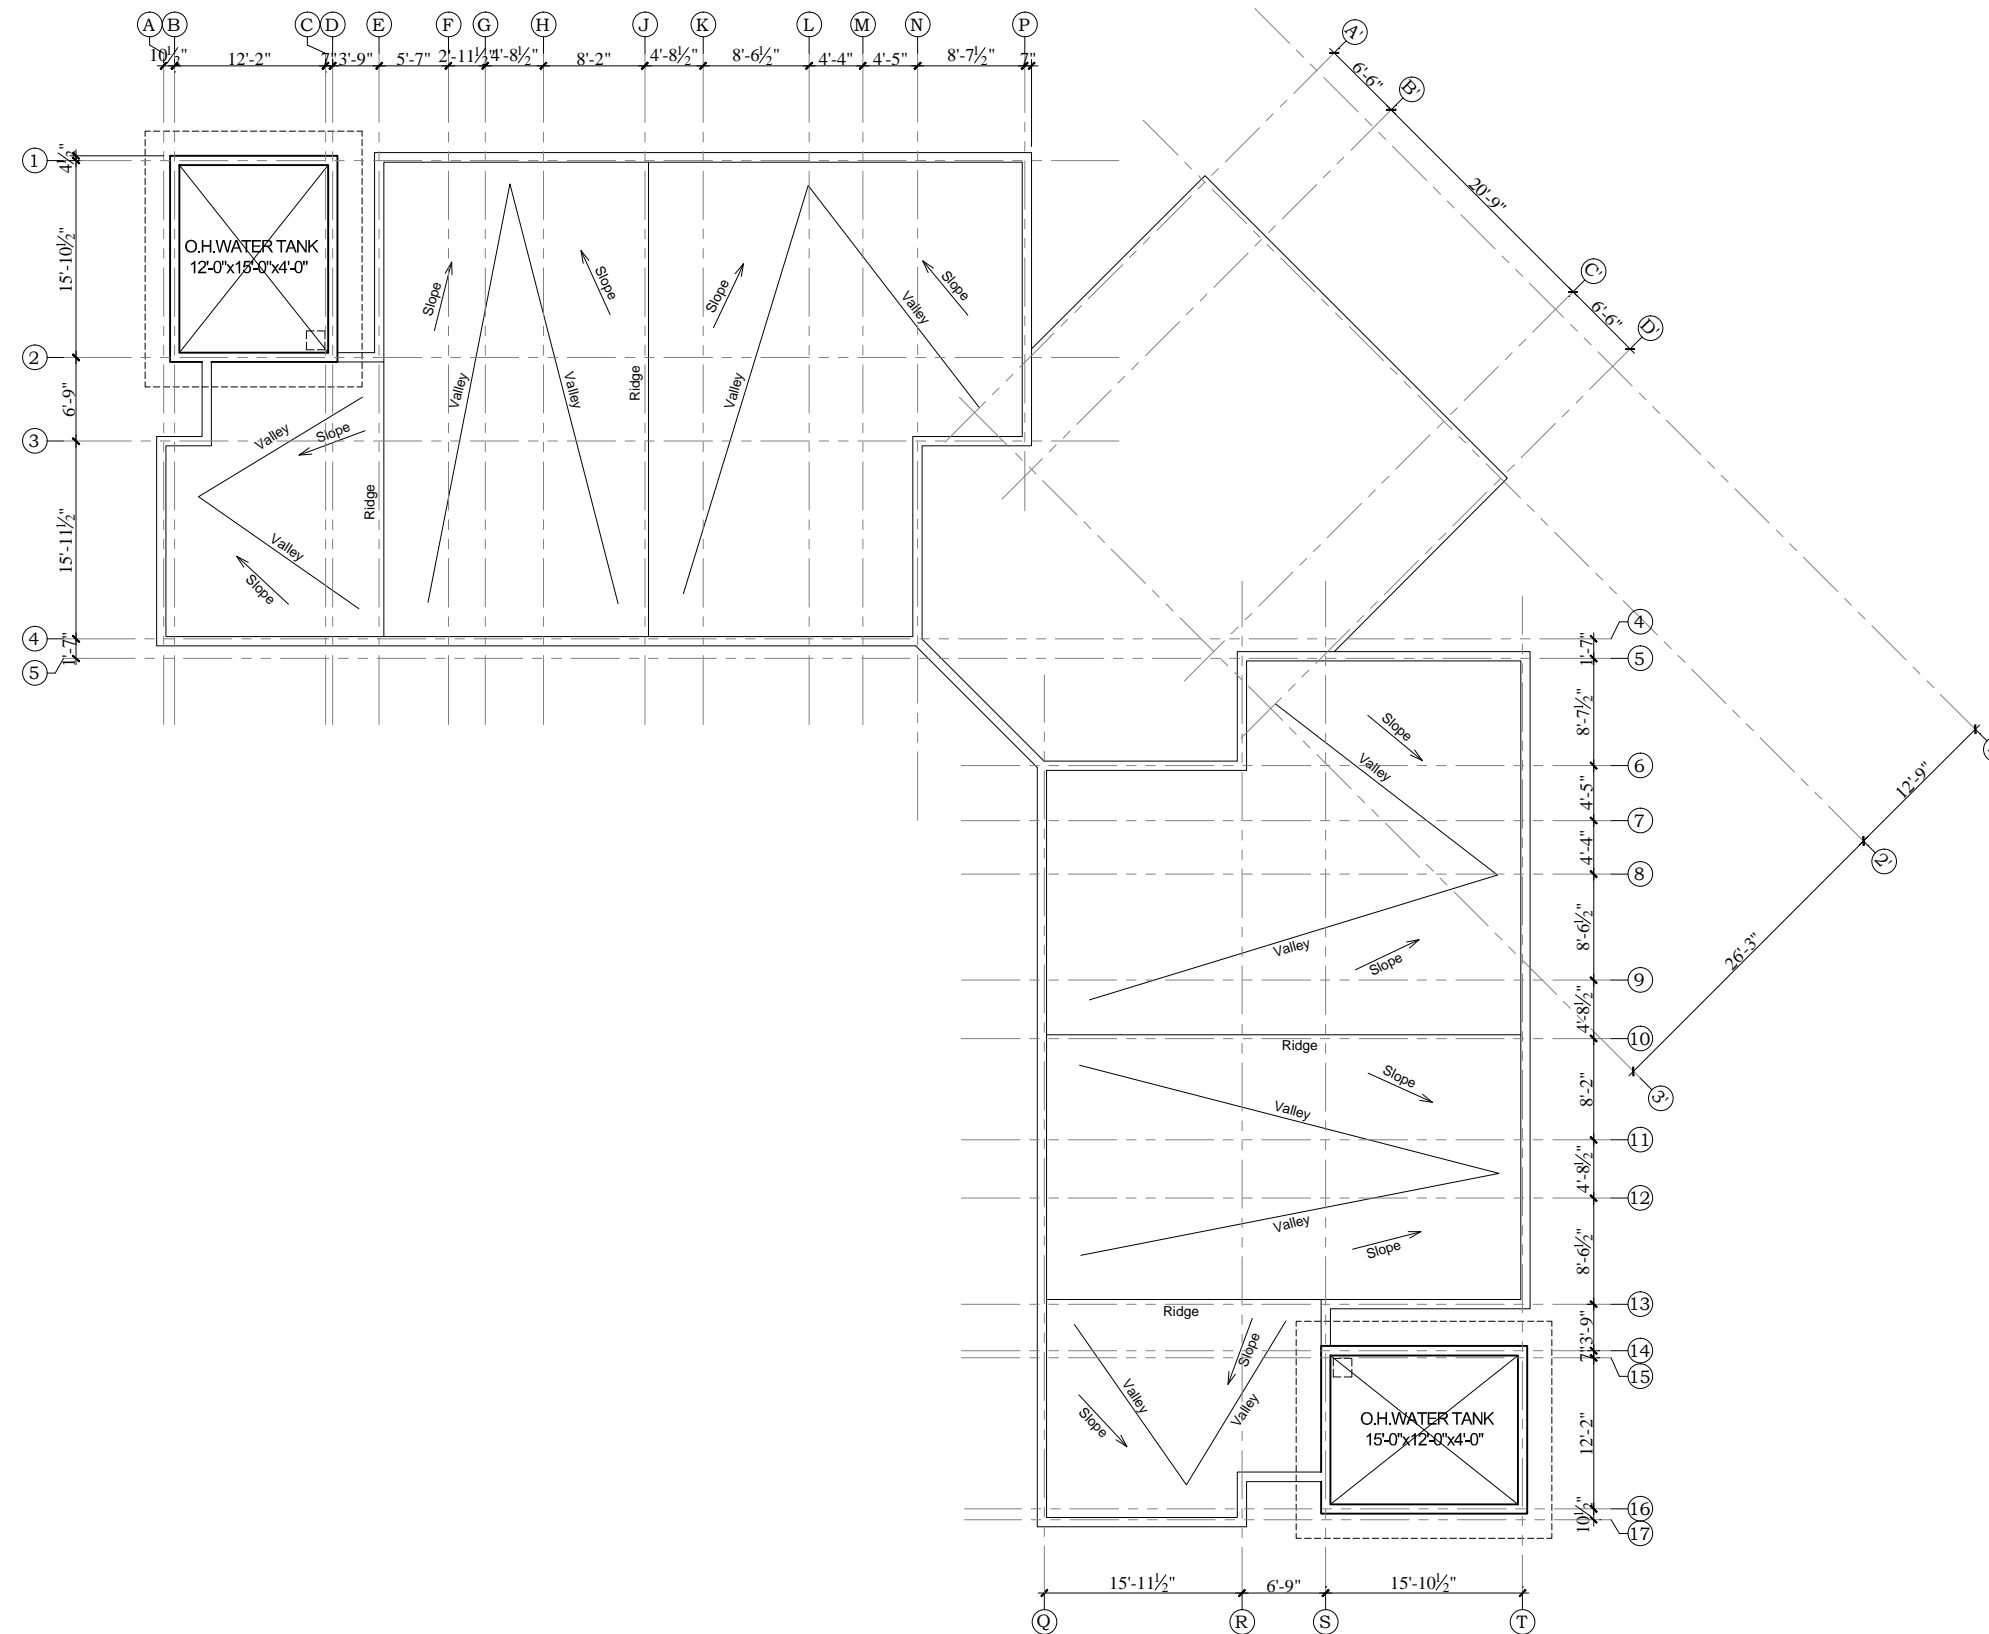 A B C D E F G H J K L M N P
10½" 12'-2" 7" 3'-9" 5'-7" 2'-11½" 4'-8½" 8'-2" 4'-8½" 8'-6½" 4'-4" 4'-5" 8'-7½" 7"
A'
6'-6"
B'
20'-9"
C'
6'-6"
D'
1
4½"
15'-10½"
2
6'-9"
3
15'-11½"
4
1'-7"
5
O.H.WATER TANK
12'-0"x15'-0"x4'-0"
Slope
Slope
Slope
Slope
Valley
Valley
Valley
Valley
Ridge
Valley
Slope
Ridge
Valley
Slope
4
1'-7"
5
8'-7½"
6
4'-5"
7
4'-4"
8
8'-6½"
9
4'-8½"
10
8'-2"
11
4'-8½"
12
8'-6½"
13
3'-9"
14
7"
15
12'-2"
16
10½"
17
12'-9"
2'
26'-3"
3'
Slope
Valley
Valley
Slope
Ridge
Slope
Valley
Valley
Slope
Ridge
Slope
Valley
Valley
Slope
O.H.WATER TANK
15'-0"x12'-0"x4'-0"
15'-11½" 6'-9" 15'-10½"
Q R S T